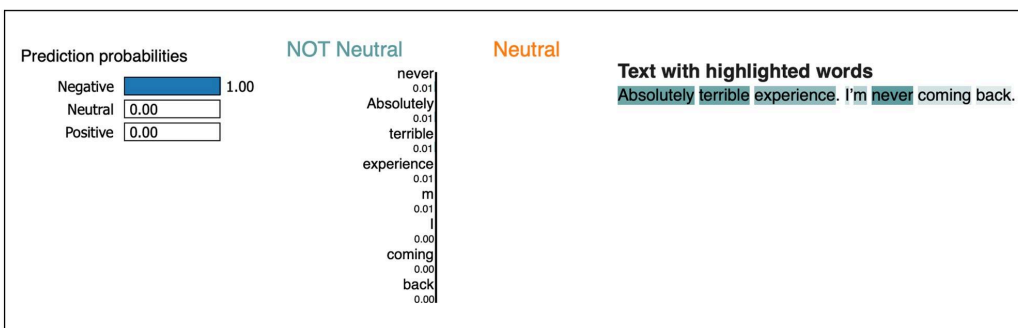 Prediction probabilities
Negative 1.00
Neutral 0.00
Positive 0.00
NOT Neutral Neutral
never
0.01
Absolutely
0.01
terrible
0.01
experience
0.01
m
0.01
I
0.00
coming
0.00
back
0.00
Text with highlighted words
Absolutely terrible experience. I’m never coming back.